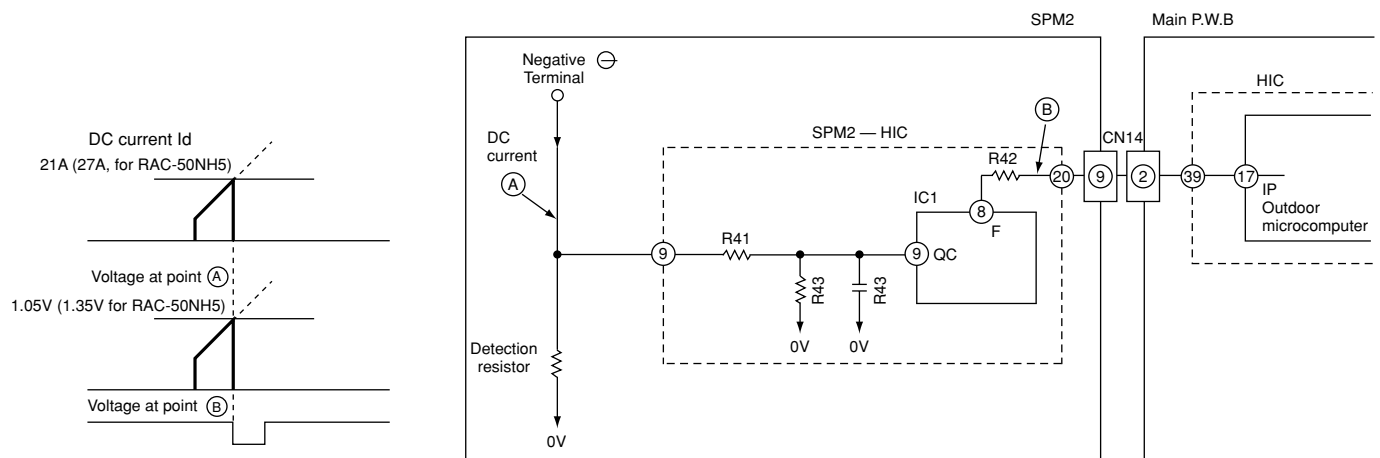 DC current Id
21A (27A, for RAC-50NH5)
Voltage at point A
1.05V (1.35V for RAC-50NH5)
Voltage at point B
SPM2
Main P.W.B
Negative ⊖
Terminal
DC
current
A
Detection
resistor
0V
SPM2 — HIC
9
R41
R43
0V
R43
0V
IC1
9
QC
8
F
R42
B
20
CN14
9
2
HIC
39
17
IP
Outdoor
microcomputer